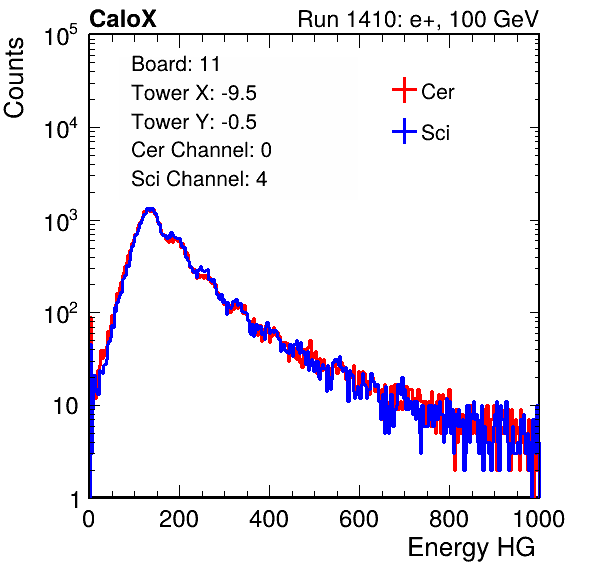 CaloX Run 1410: e+, 100 GeV
Counts
Board: 11
Tower X: -9.5
Tower Y: -0.5
Cer Channel: 0
Sci Channel: 4
Cer
Sci
10^5
10^4
10^3
10^2
10
1
0 200 400 600 800 1000
Energy HG